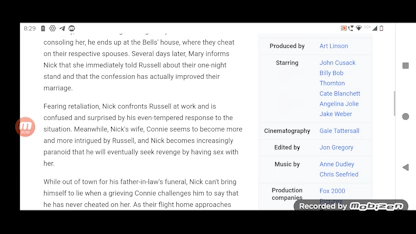 8:29
consoling her, he ends up at the Bells' house, where they cheat
on their respective spouses. Several days later, Mary informs
Nick that she immediately told Russell about their one-night
stand and that the confession has actually improved their
marriage.
Fearing retaliation, Nick confronts Russell at work and is
confused and surprised by his even-tempered response to the
situation. Meanwhile, Nick's wife, Connie seems to become more
and more intrigued by Russell, and Nick becomes increasingly
paranoid that he will eventually seek revenge by having sex with
her.
While out of town for his father-in-law's funeral, Nick can't bring
himself to lie when a grieving Connie challenges him to say that
he has never cheated on her. As their flight home approaches
Produced by Art Linson
Starring John Cusack
Billy Bob
Thornton
Cate Blanchett
Angelina Jolie
Jake Weber
Cinematography Gale Tattersall
Edited by Jon Gregory
Music by Anne Dudley
Chris Seefried
Production Fox 2000
companies
Recorded by Mobizen